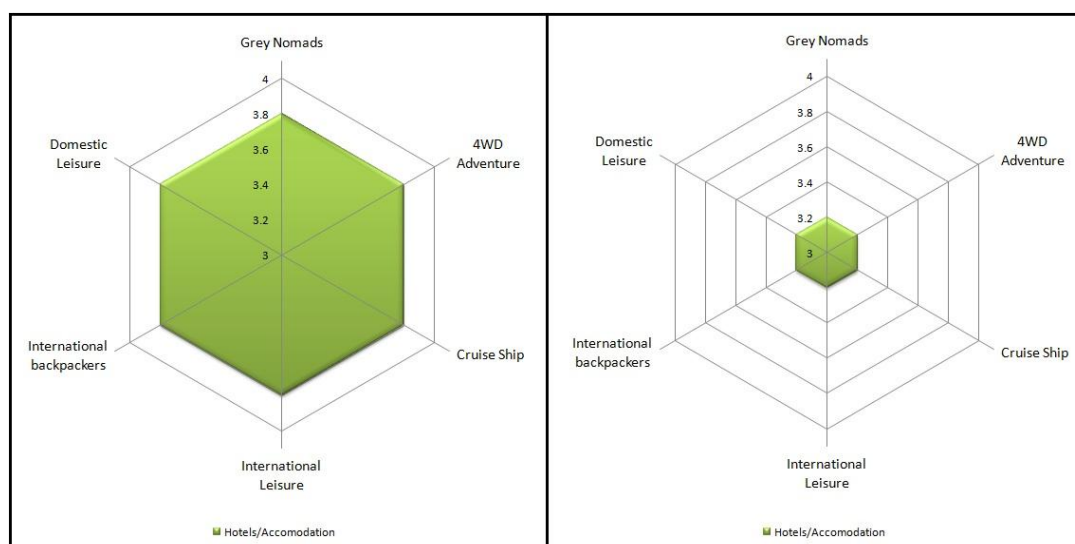 Grey Nomads
4
3.8
3.6
3.4
3.2
3
Domestic
Leisure
4WD
Adventure
International
backpackers
Cruise Ship
International
Leisure
Hotels/Accomodation
Grey Nomads
4
3.8
3.6
3.4
3.2
3
Domestic
Leisure
4WD
Adventure
International
backpackers
Cruise Ship
International
Leisure
Hotels/Accomodation